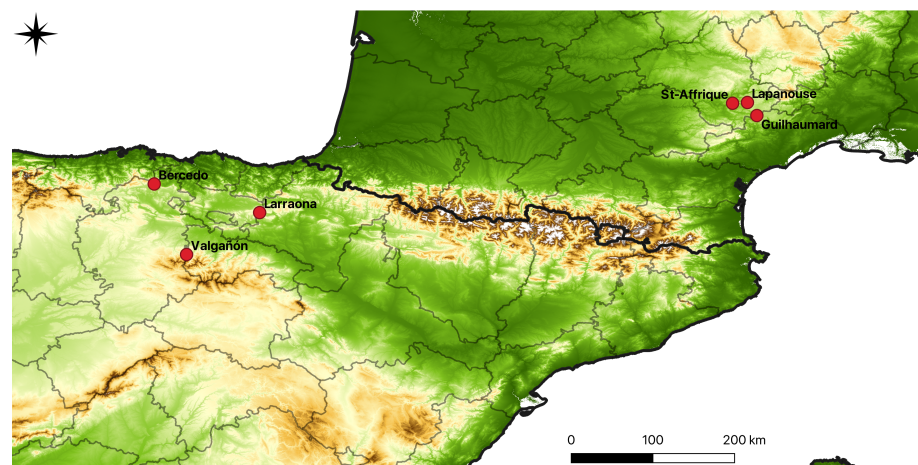 St-Affrique
Lapanouse
Guilhaumard
Bercedo
Larraona
Valgañón
0 100 200 km